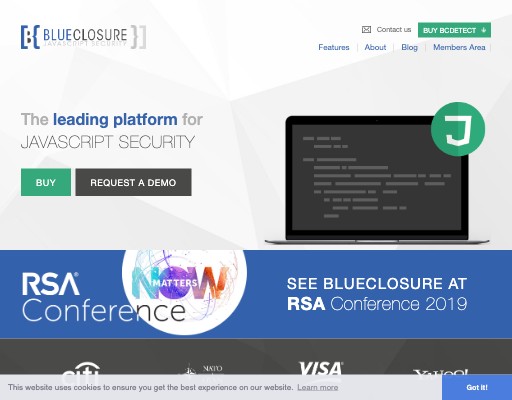 BLUECLOSURE
JAVASCRIPT SECURITY
Contact us
BUY BCDETECT
Features
About
Blog
Members Area
The leading platform for
JAVASCRIPT SECURITY
BUY
REQUEST A DEMO
RSA®
Conference
NOW
MATTERS
SEE BLUECLOSURE AT
RSA Conference 2019
citi
NATO
VISA
YAHOO!
This website uses cookies to ensure you get the best experience on our website. Learn more
Got it!